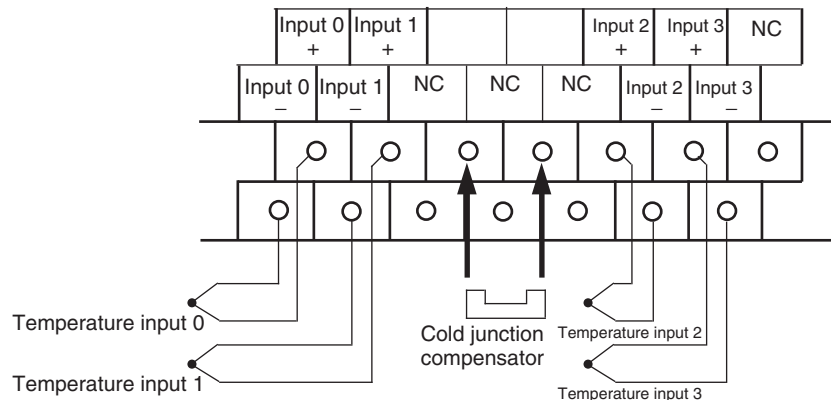 Input 0 Input 1 Input 2 Input 3 NC
+ + + +
Input 0 Input 1 NC NC NC Input 2 Input 3
– – – –
Temperature input 0
Cold junction
compensator
Temperature input 2
Temperature input 1
Temperature input 3